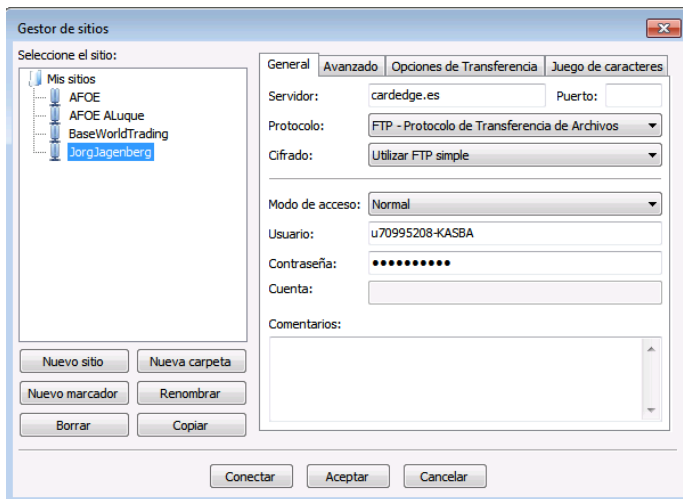 Gestor de sitios
Seleccione el sitio:
Mis sitios
AFOE
AFOE ALuque
BaseWorldTrading
JorgJagenberg
Nuevo sitio Nueva carpeta
Nuevo marcador Renombrar
Borrar Copiar
General Avanzado Opciones de Transferencia Juego de caracteres
Servidor: cardedge.es Puerto:
Protocolo: FTP - Protocolo de Transferencia de Archivos
Cifrado: Utilizar FTP simple
Modo de acceso: Normal
Usuario: u70995208-KASBA
Contraseña: ●●●●●●●●●●
Cuenta:
Comentarios:
Conectar Aceptar Cancelar